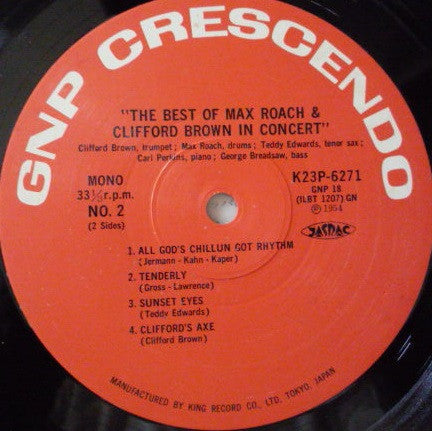 GNP CRESCENDO
"THE BEST OF MAX ROACH &
CLIFFORD BROWN IN CONCERT"
Clifford Brown, trumpet; Max Roach, drums; Teddy Edwards, tenor sax;
Carl Perkins, piano; George Breadsaw, bass
MONO
33⅓ r.p.m.
NO. 2
(2 Sides)
K23P-6271
GNP 18
(ILBT 1207) GN
Ⓟ 1954
JASRAC
1. ALL GOD'S CHILLUN GOT RHYTHM
(Jermann - Kahn - Kaper)
2. TENDERLY
(Gross - Lawrence)
3. SUNSET EYES
(Teddy Edwards)
4. CLIFFORD'S AXE
(Clifford Brown)
MANUFACTURED BY KING RECORD CO., LTD, TOKYO, JAPAN